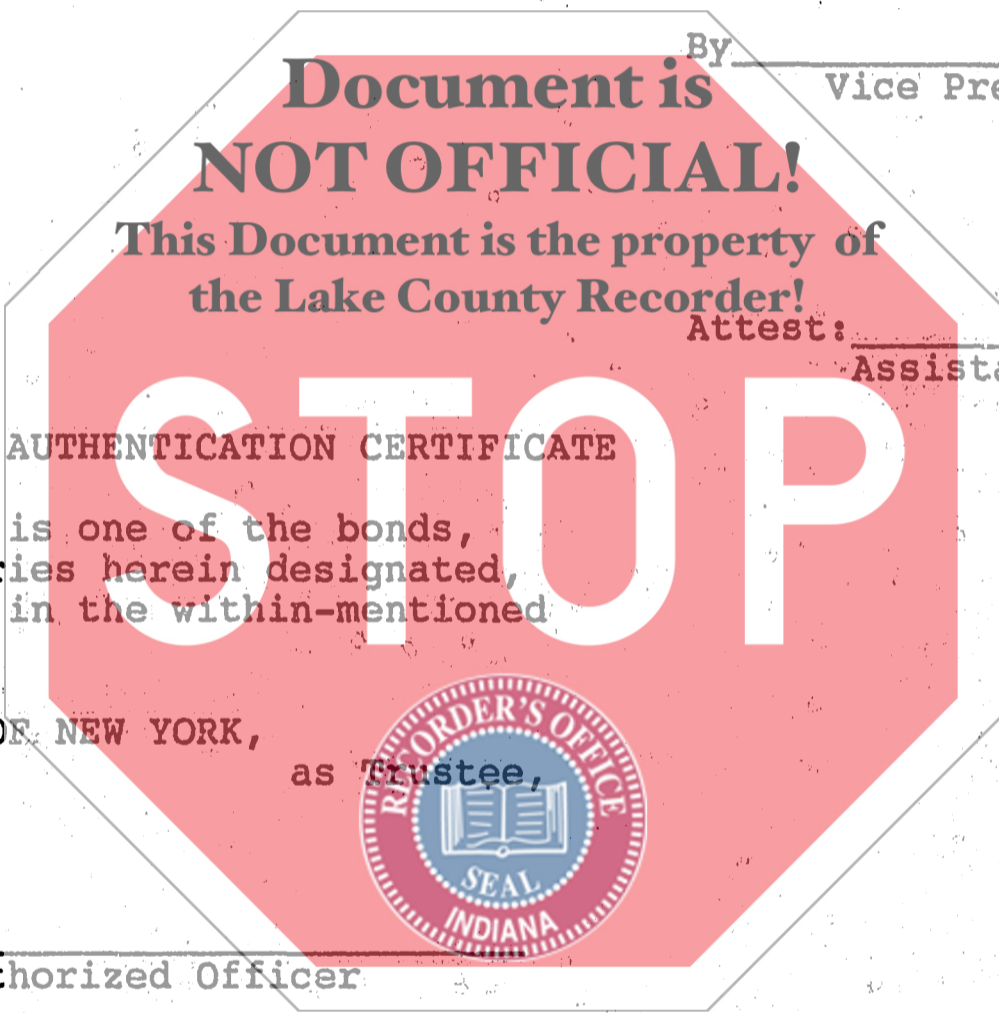 By
Vice Pre
Document is
NOT OFFICIAL!
This Document is the property of
the Lake County Recorder!
Attest:
Assista
STOP
AUTHENTICATION CERTIFICATE
is one of the bonds,
ries herein designated,
in the within-mentioned
OF NEW YORK,
as Trustee,
RECORDER'S OFFICE
SEAL
INDIANA
thorized Officer